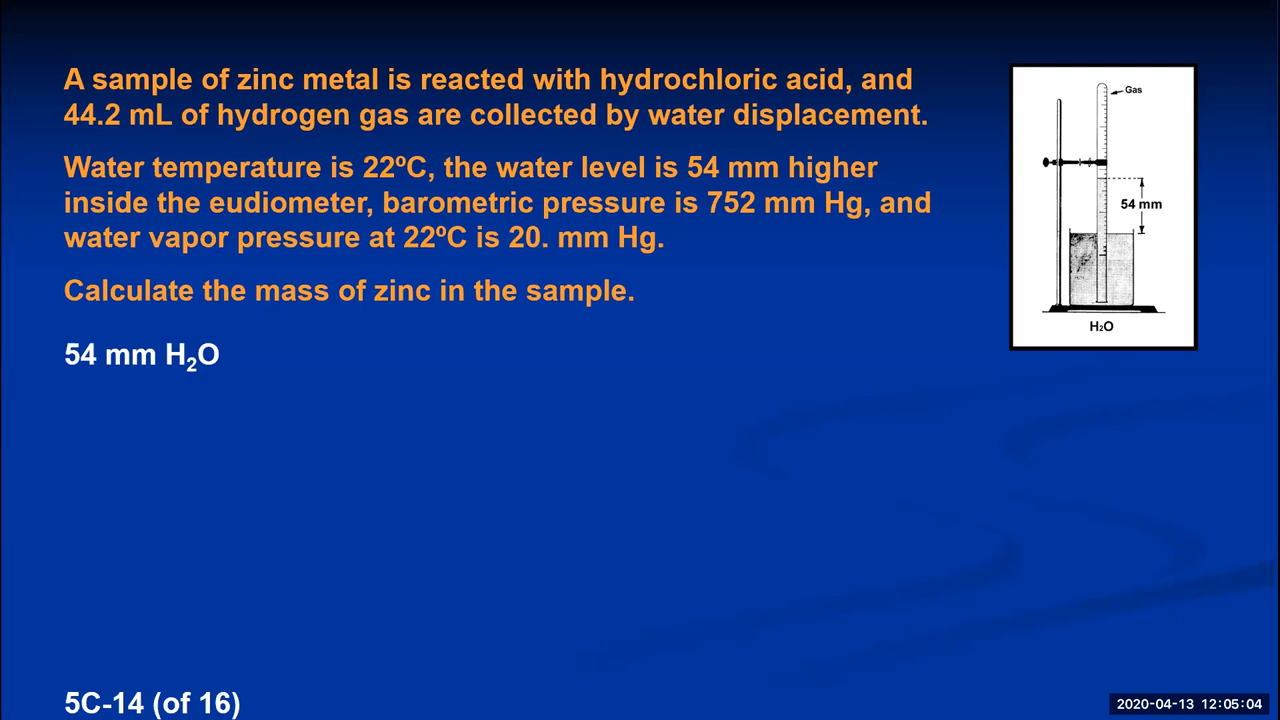 A sample of zinc metal is reacted with hydrochloric acid, and
44.2 mL of hydrogen gas are collected by water displacement.
Water temperature is 22ºC, the water level is 54 mm higher
inside the eudiometer, barometric pressure is 752 mm Hg, and
water vapor pressure at 22ºC is 20. mm Hg.
Calculate the mass of zinc in the sample.
54 mm H₂O
Gas
54 mm
H₂O
5C-14 (of 16)
2020-04-13 12:05:04